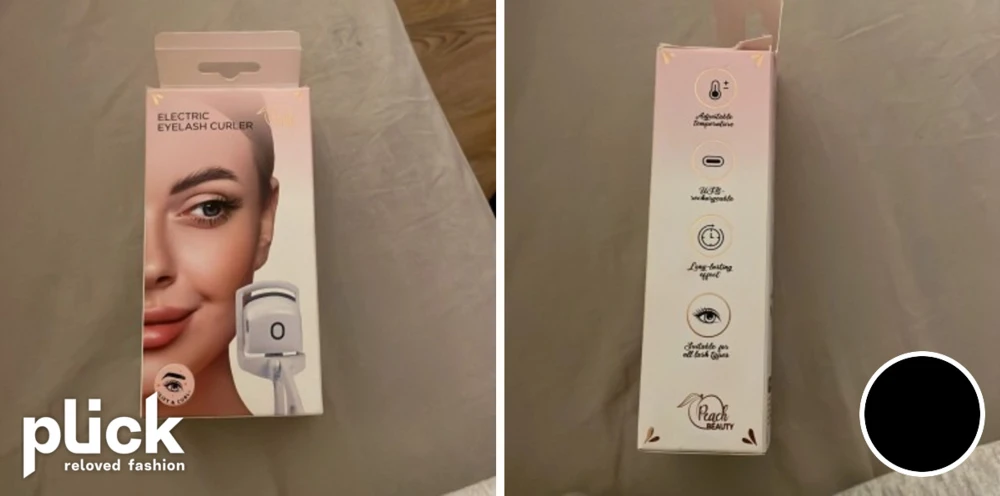 ELECTRIC
EYELASH CURLER
plick
reloved fashion
Adjustable
temperature
USB-
rechargeable
Long-lasting
effect
Suitable for
all lash types
Peach
BEAUTY